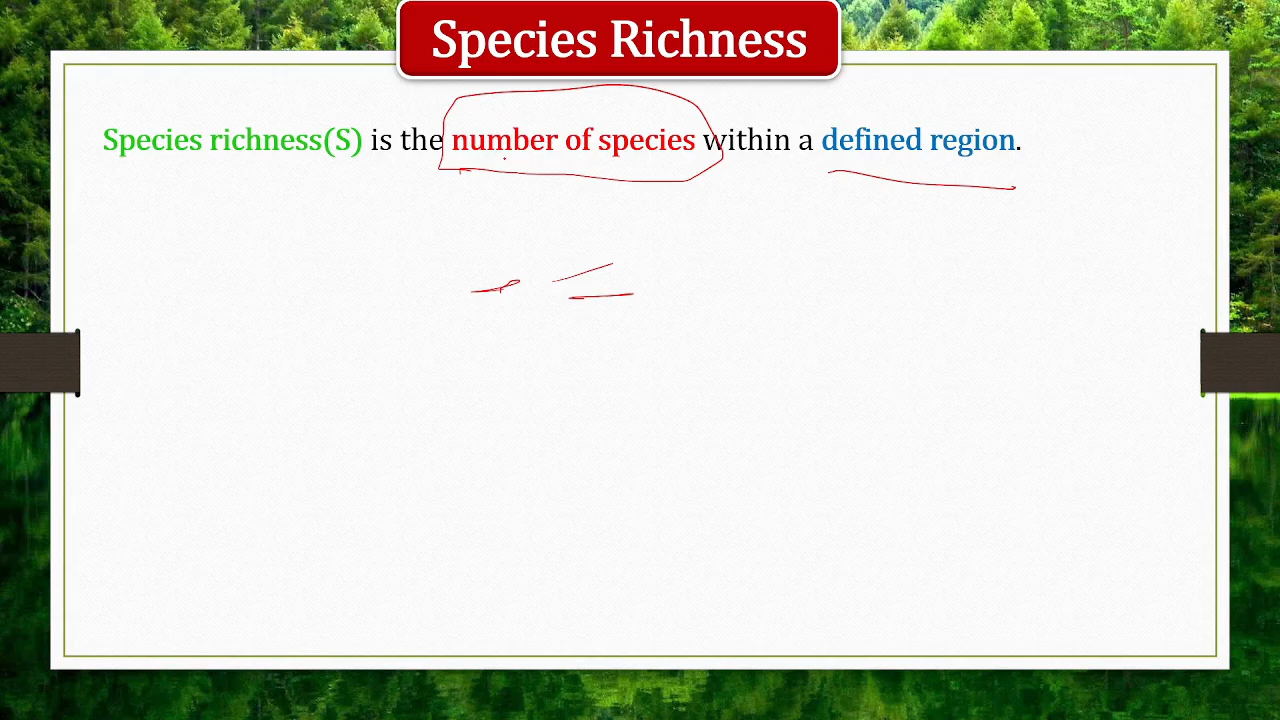 Species Richness
Species richness(S) is the number of species within a defined region.